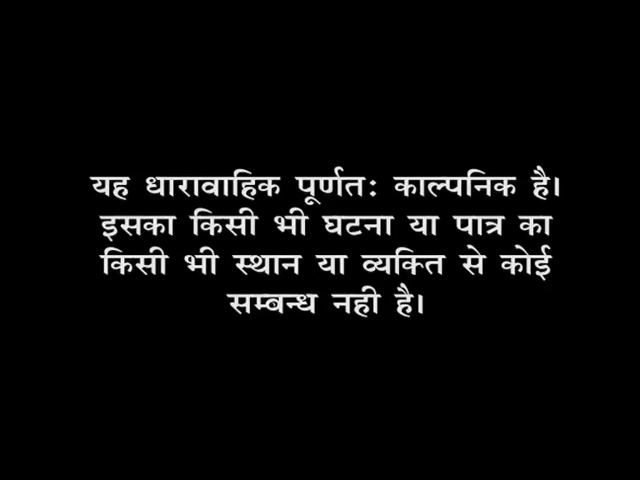 यह धारावाहिक पूर्णतः काल्पनिक है।
इसका किसी भी घटना या पात्र का
किसी भी स्थान या व्यक्ति से कोई
सम्बन्ध नही है।